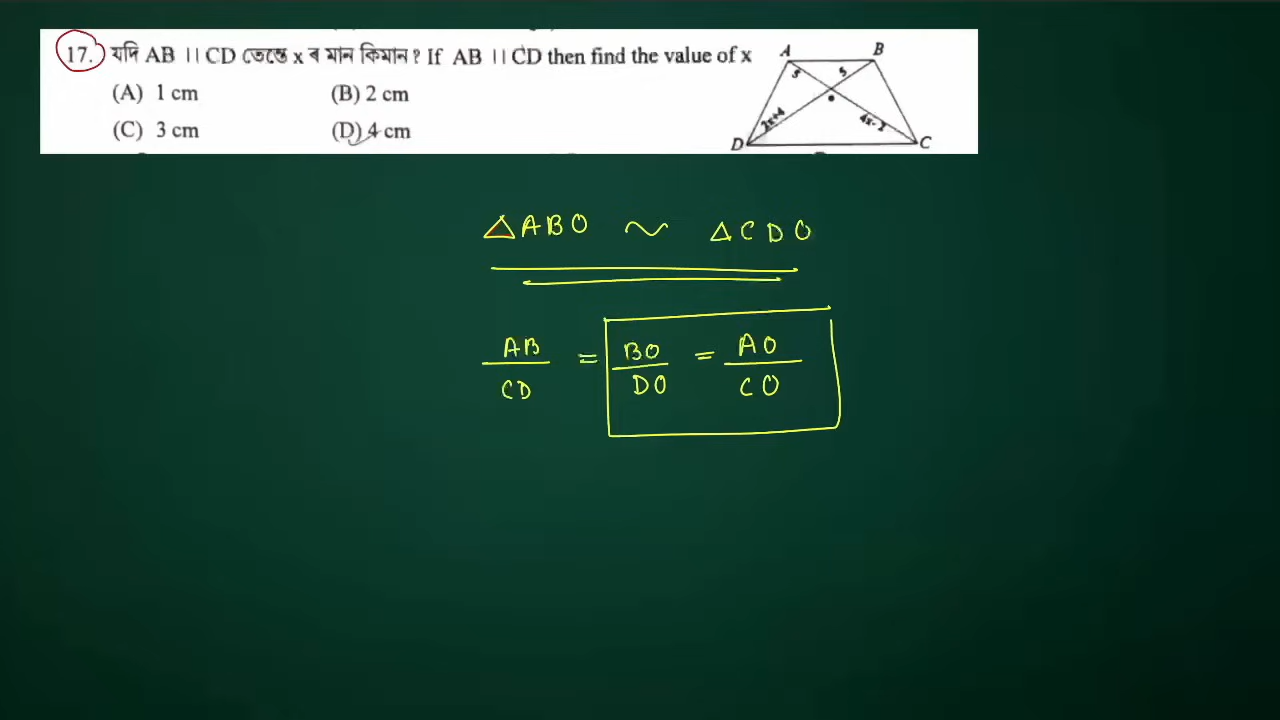 17. যদি AB || CD তেন্তে x ৰ মান কিমান ? If AB || CD then find the value of x
(A) 1 cm (B) 2 cm
(C) 3 cm (D) 4 cm
A B
5
D C
△ABO ~ △CDO
AB/CD = BO/DO = AO/CO